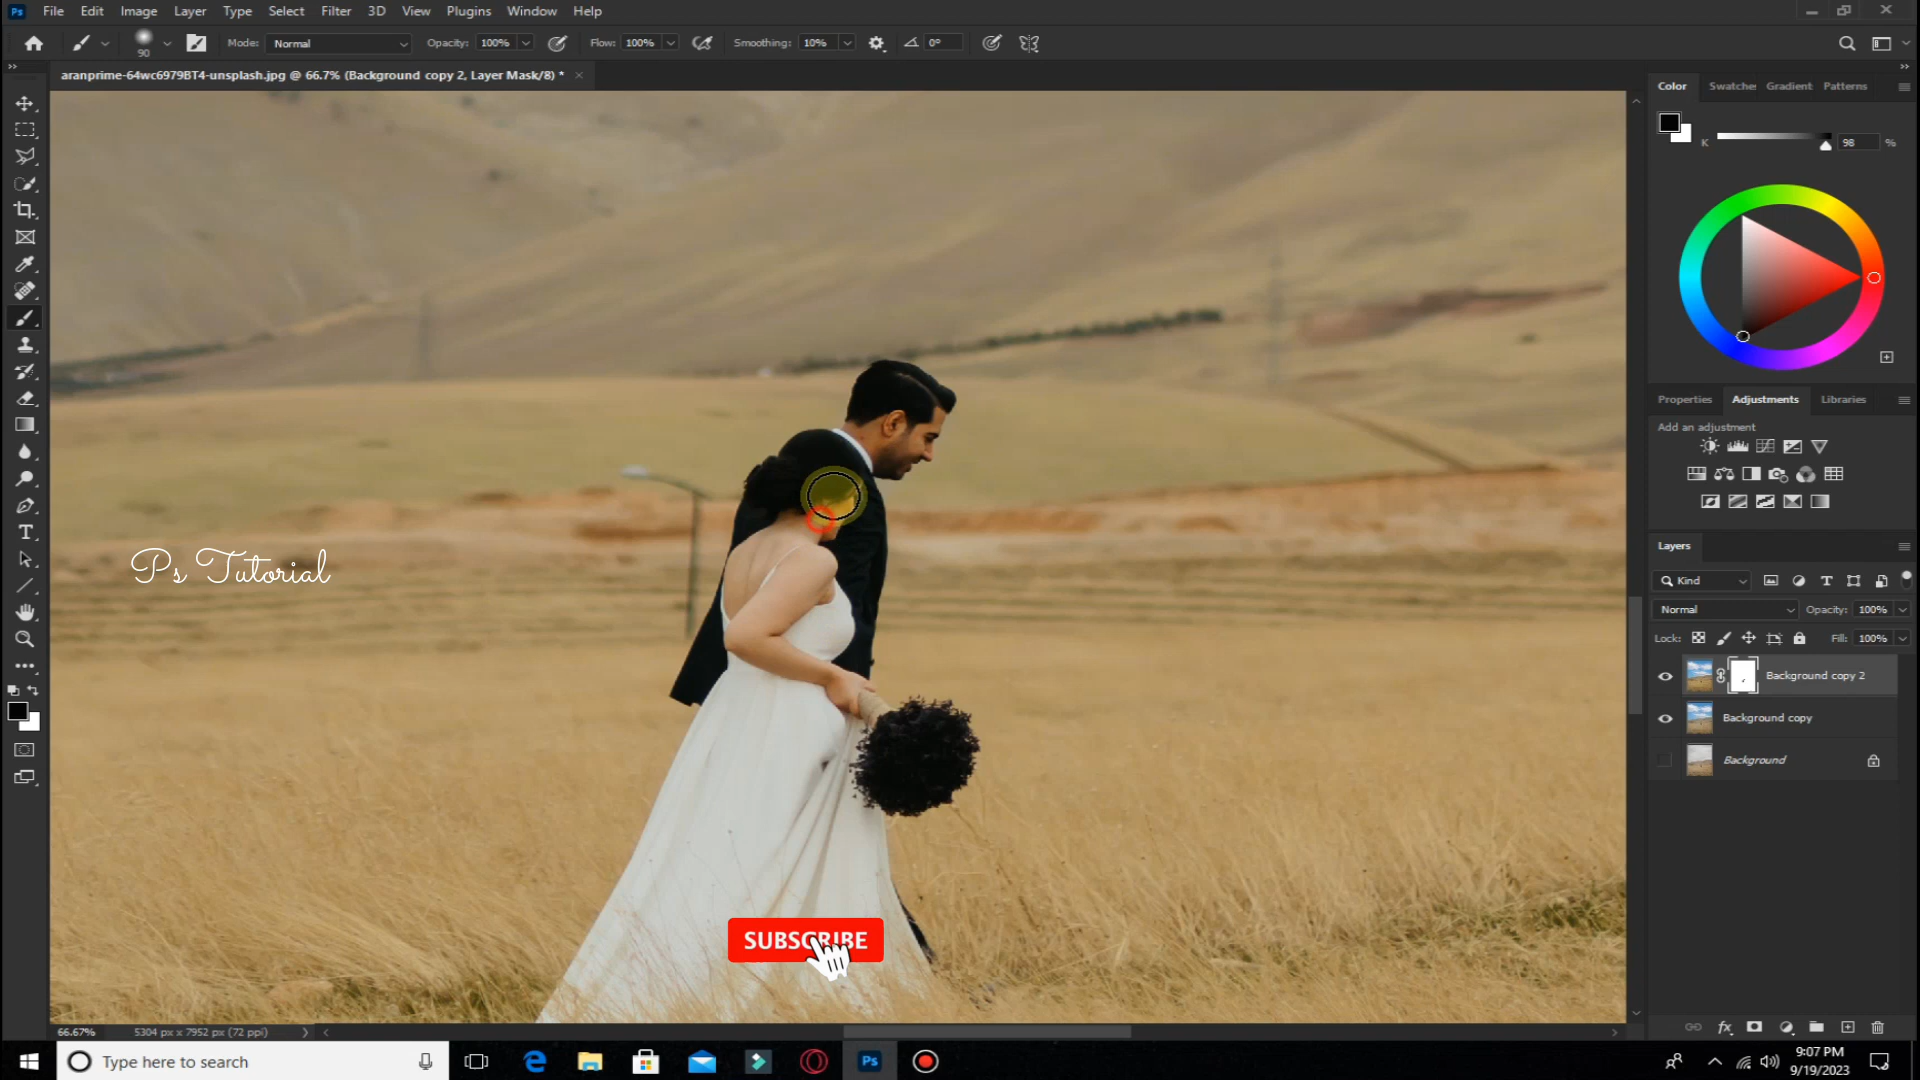 File Edit Image Layer Type Select Filter 3D View Plugins Window Help
90 Mode: Normal Opacity: 100% Flow: 100% Smoothing: 10% 0°
aranprime-64wc6979BT4-unsplash.jpg @ 66.7% (Background copy 2, Layer Mask/8) *
Color Swatches Gradient Patterns
K 98 %
Properties Adjustments Libraries
Add an adjustment
Ps Tutorial
Layers
Kind
Normal Opacity: 100%
Lock: Fill: 100%
Background copy 2
Background copy
Background
SUBSCRIBE
66.67% 5304 px x 7952 px (72 ppi)
Type here to search
9:07 PM
9/19/2023